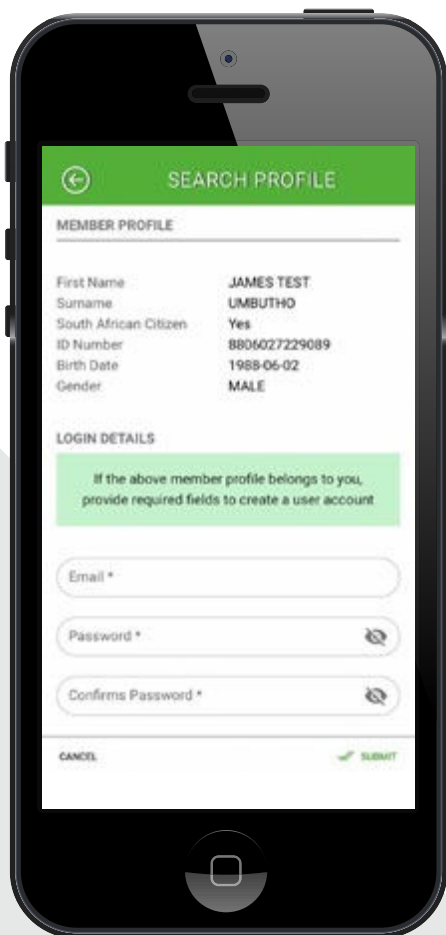 SEARCH PROFILE
MEMBER PROFILE
First Name JAMES TEST
Surname UMBUTHO
South African Citizen Yes
ID Number 8806027229089
Birth Date 1988-06-02
Gender MALE
LOGIN DETAILS
If the above member profile belongs to you,
provide required fields to create a user account
Email *
Password *
Confirms Password *
CANCEL SUBMIT